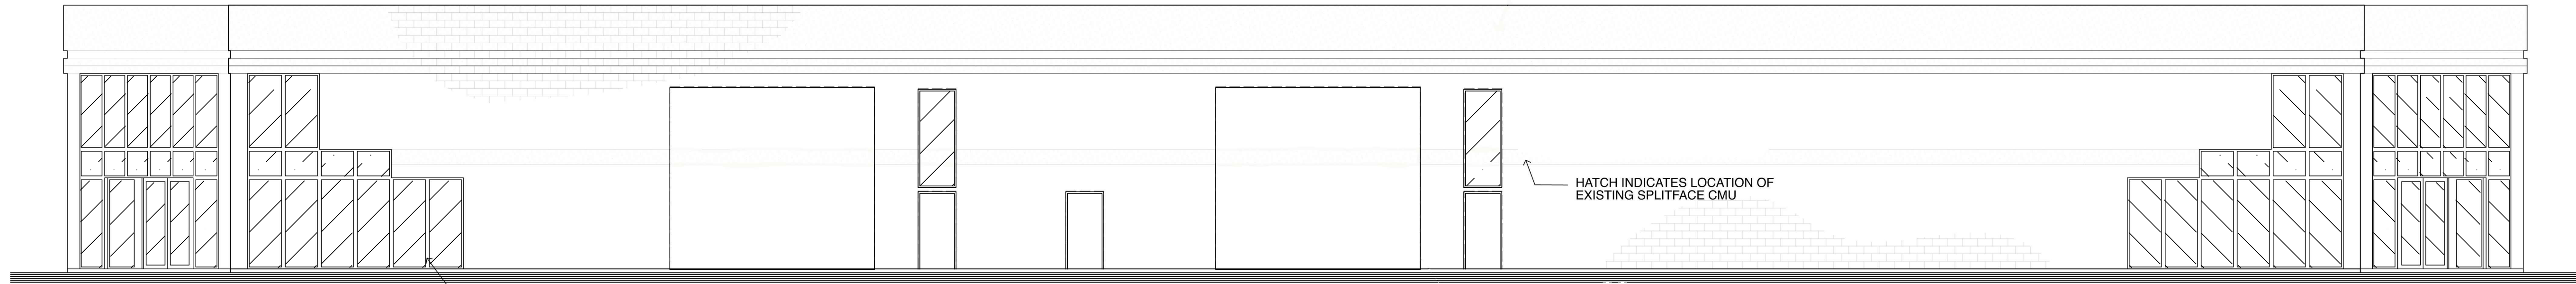 HATCH INDICATES LOCATION OF
EXISTING SPLITFACE CMU